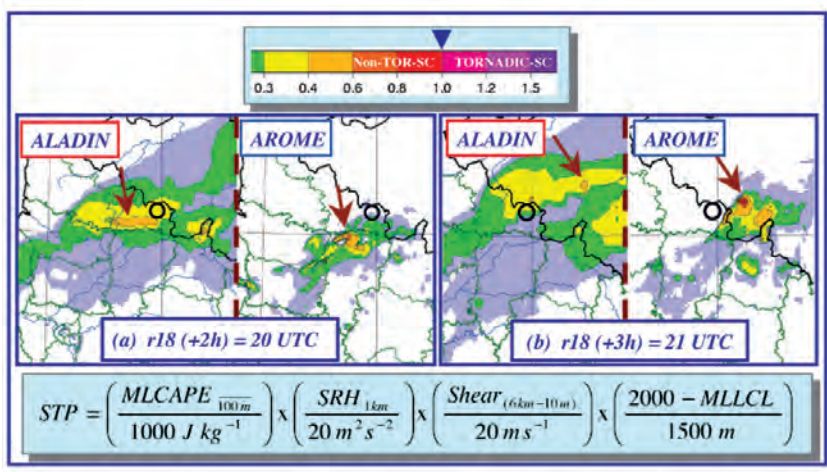 Non-TOR-SC TORNADIC-SC
0.3 0.4 0.6 0.8 1.0 1.2 1.5
ALADIN AROME ALADIN AROME
(a) r18 (+2h) = 20 UTC (b) r18 (+3h) = 21 UTC
STP = (MLCAPE 100 m / 1000 J kg⁻¹) x (SRH 1km / 20 m² s⁻²) x (Shear (6km–10m) / 20 m s⁻¹) x (2000 − MLLCL / 1500 m)